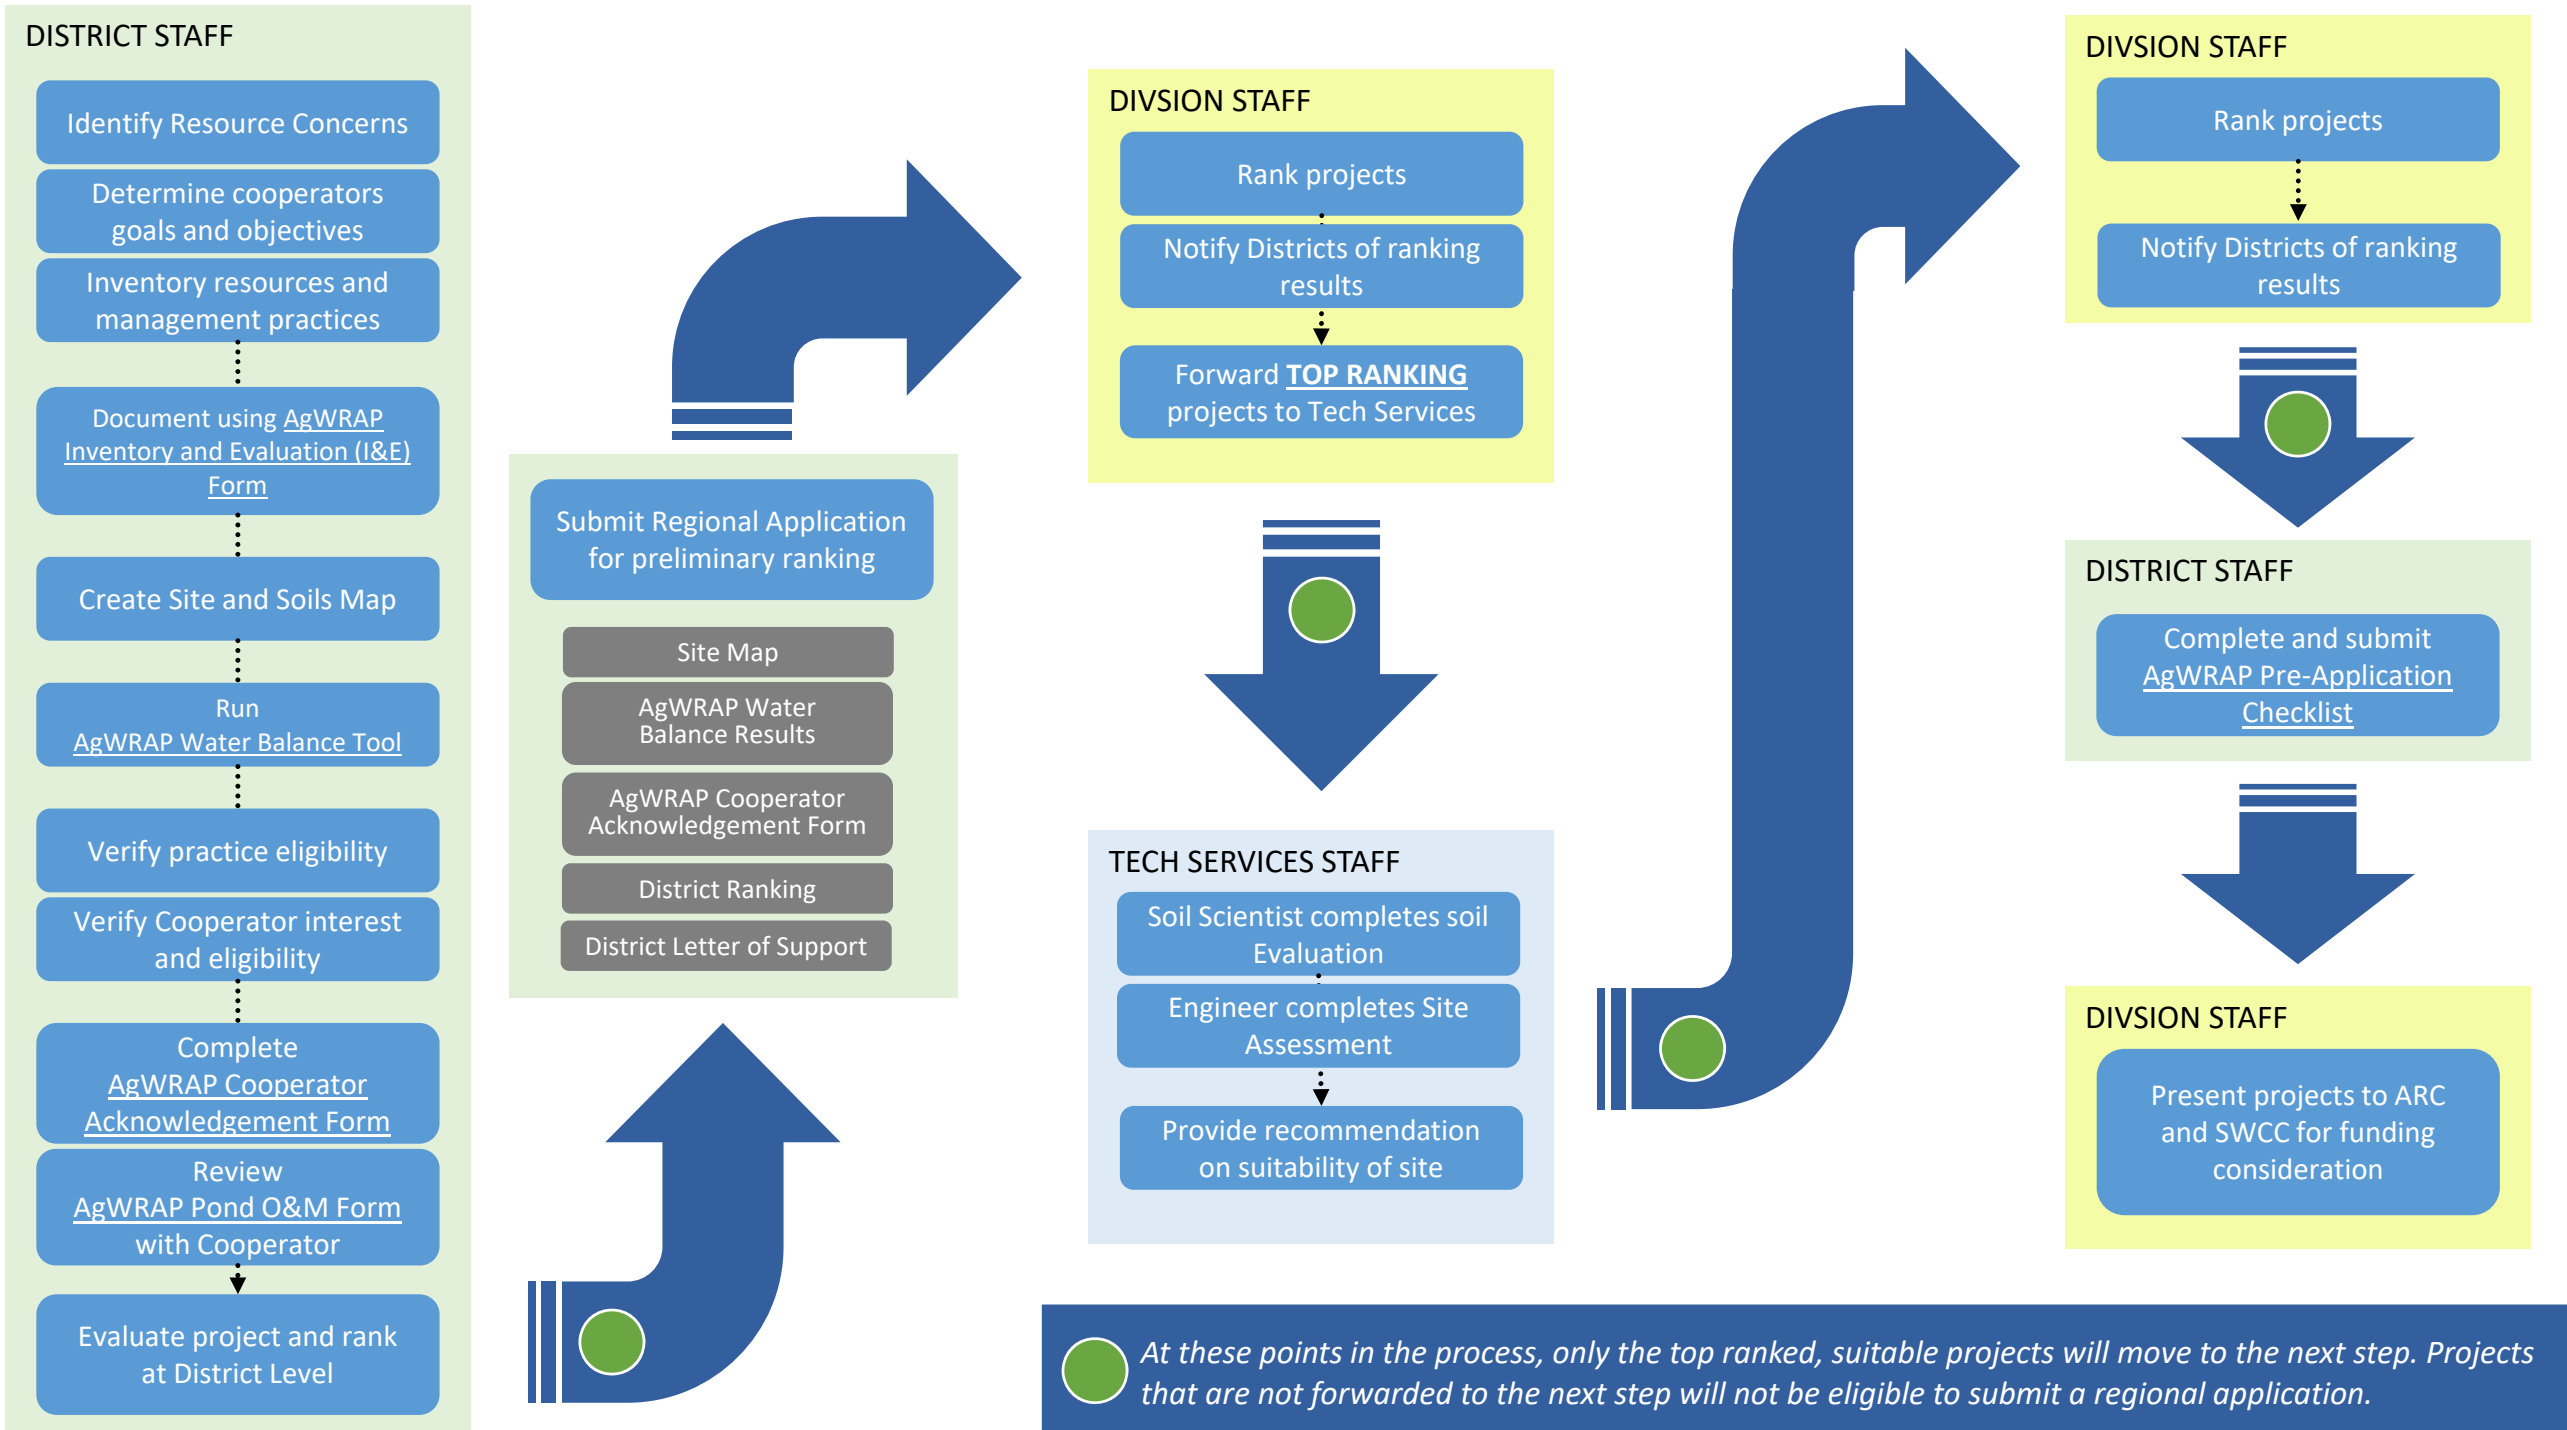 DISTRICT STAFF
Identify Resource Concerns
Determine cooperators
goals and objectives
Inventory resources and
management practices
Document using AgWRAP
Inventory and Evaluation (I&E)
Form
Create Site and Soils Map
Run
AgWRAP Water Balance Tool
Verify practice eligibility
Verify Cooperator interest
and eligibility
Complete
AgWRAP Cooperator
Acknowledgement Form
Review
AgWRAP Pond O&M Form
with Cooperator
Evaluate project and rank
at District Level
Submit Regional Application
for preliminary ranking
Site Map
AgWRAP Water
Balance Results
AgWRAP Cooperator
Acknowledgement Form
District Ranking
District Letter of Support
DIVSION STAFF
Rank projects
Notify Districts of ranking
results
Forward TOP RANKING
projects to Tech Services
TECH SERVICES STAFF
Soil Scientist completes soil
Evaluation
Engineer completes Site
Assessment
Provide recommendation
on suitability of site
DIVSION STAFF
Rank projects
Notify Districts of ranking
results
DISTRICT STAFF
Complete and submit
AgWRAP Pre-Application
Checklist
DIVSION STAFF
Present projects to ARC
and SWCC for funding
consideration
At these points in the process, only the top ranked, suitable projects will move to the next step. Projects
that are not forwarded to the next step will not be eligible to submit a regional application.